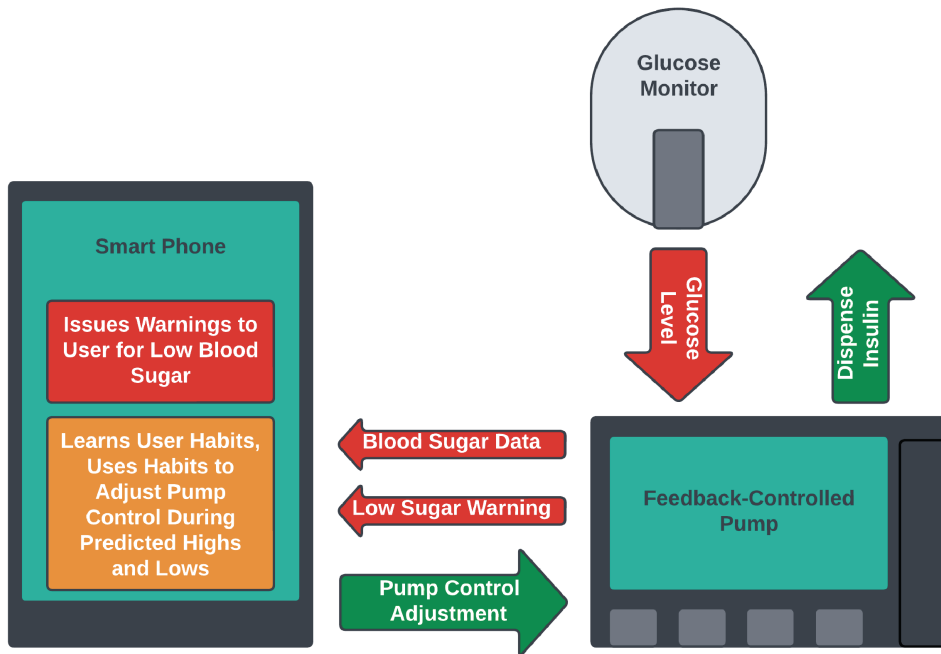 Glucose
Monitor
Smart Phone
Issues Warnings to
User for Low Blood
Sugar
Learns User Habits,
Uses Habits to
Adjust Pump
Control During
Predicted Highs
and Lows
Glucose
Level
Dispense
Insulin
Blood Sugar Data
Low Sugar Warning
Pump Control
Adjustment
Feedback-Controlled
Pump